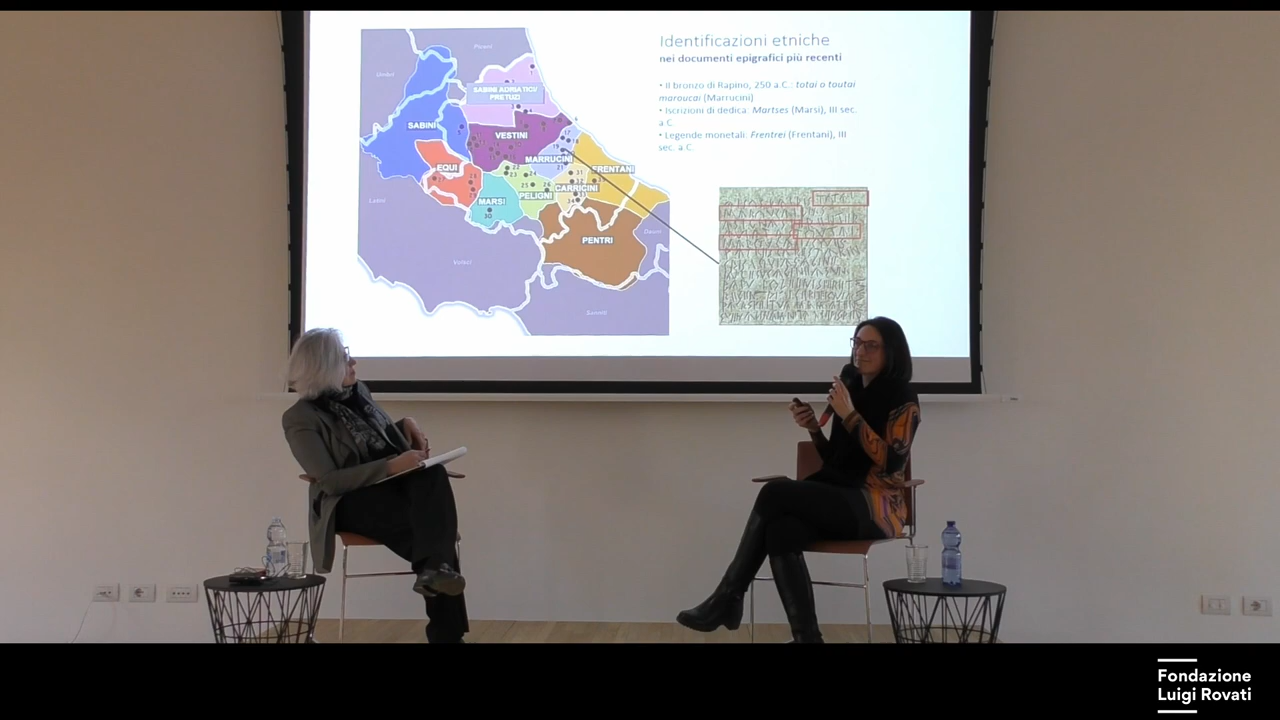 Identificazioni etniche
nei documenti epigrafici più recenti
• Il bronzo di Rapino, 250 a.C.: totai o toutai
maroucai (Marrucini)
• Iscrizioni di dedica: Martses (Marsi), III sec.
a.C.
• Legende monetali: Frentrei (Frentani), III
sec. a.C.
Piceni
Umbri
SABINI ADRIATICI/
PRETUZI
SABINI
VESTINI
MARRUCINI
EQUI
FRENTANI
CARRICINI
PELIGNI
MARSI
30
PENTRI
Latini
Dauni
Volsci
Sanniti
Fondazione
Luigi Rovati